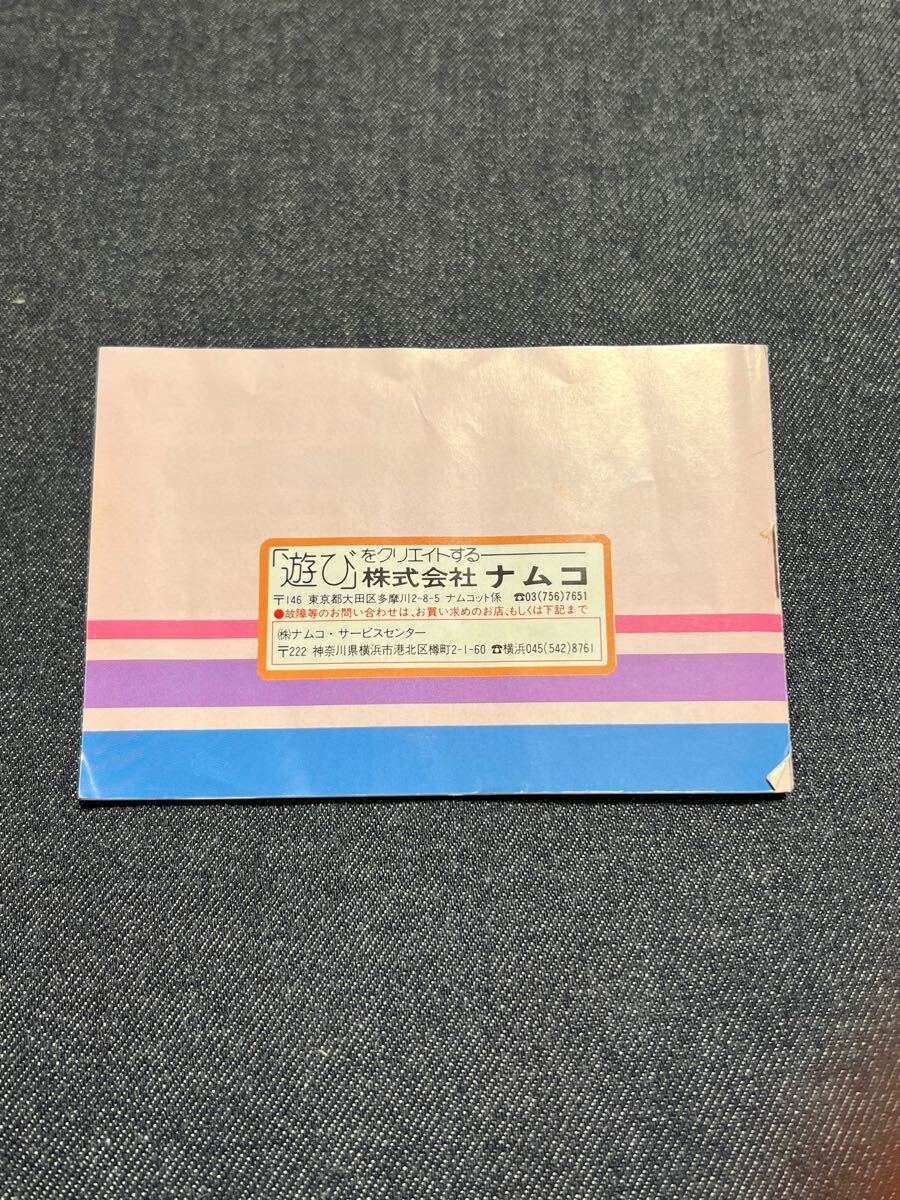 「遊び」をクリエイトする
株式会社 ナムコ
〒146 東京都大田区多摩川2-8-5 ナムコット係 ☎03(756)7651
●故障等のお問い合わせは、お買い求めのお店、もしくは下記まで
㈱ナムコ・サービスセンター
〒222 神奈川県横浜市港北区樽町2-1-60 ☎横浜045(542)8761